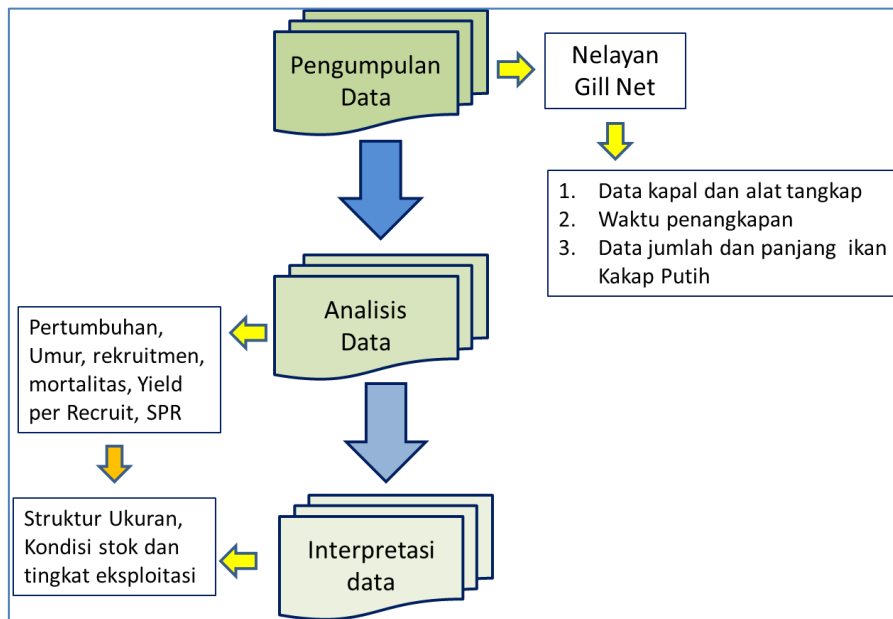 Pengumpulan
Data
Nelayan
Gill Net
1. Data kapal dan alat tangkap
2. Waktu penangkapan
3. Data jumlah dan panjang ikan
Kakap Putih
Analisis
Data
Pertumbuhan,
Umur, rekruitmen,
mortalitas, Yield
per Recruit, SPR
Struktur Ukuran,
Kondisi stok dan
tingkat eksploitasi
Interpretasi
data